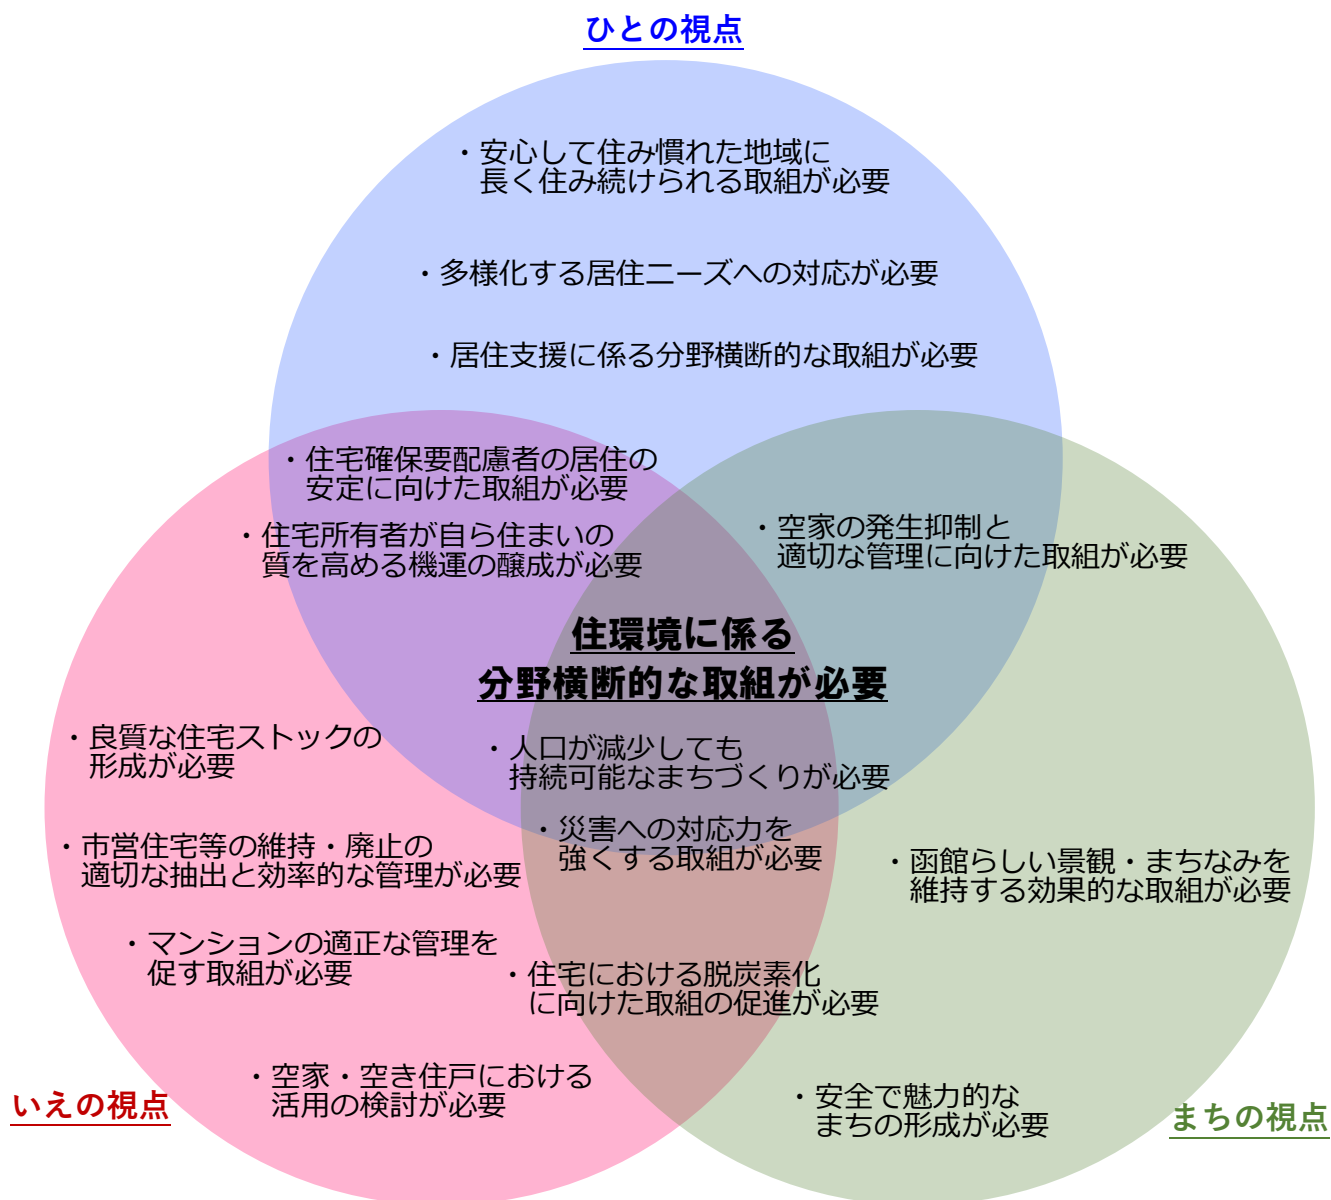 ひとの視点
・安心して住み慣れた地域に
長く住み続けられる取組が必要
・多様化する居住ニーズへの対応が必要
・居住支援に係る分野横断的な取組が必要
・住宅確保要配慮者の居住の
安定に向けた取組が必要
・住宅所有者が自ら住まいの
質を高める機運の醸成が必要
・空家の発生抑制と
適切な管理に向けた取組が必要
住環境に係る
分野横断的な取組が必要
・人口が減少しても
持続可能なまちづくりが必要
・災害への対応力を
強くする取組が必要
・良質な住宅ストックの
形成が必要
・市営住宅等の維持・廃止の
適切な抽出と効率的な管理が必要
・マンションの適正な管理を
促す取組が必要
・住宅における脱炭素化
に向けた取組の促進が必要
・空家・空き住戸における
活用の検討が必要
・函館らしい景観・まちなみを
維持する効果的な取組が必要
・安全で魅力的な
まちの形成が必要
いえの視点
まちの視点